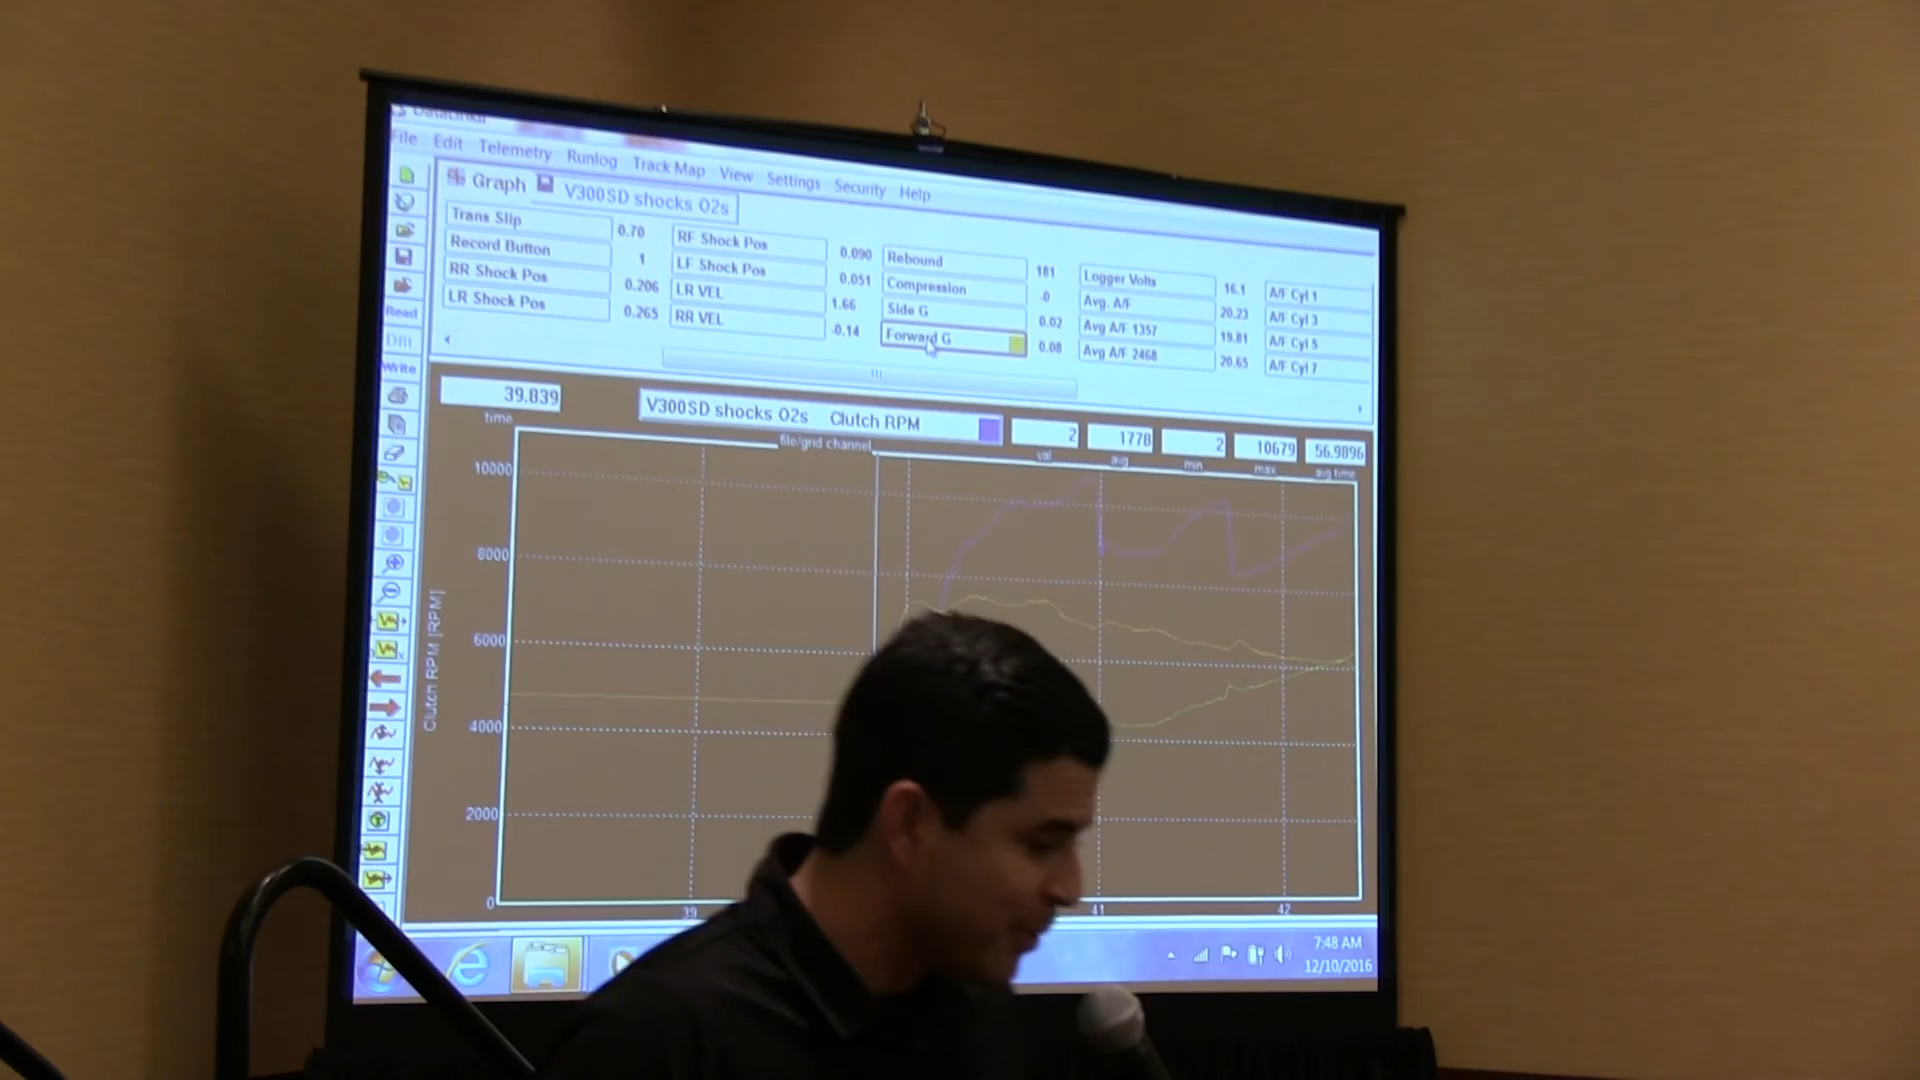 DataLink II
File Edit Telemetry Runlog Track Map View Settings Security Help
Graph V300SD shocks O2s
Trans Slip 0.70
Record Button 1
RR Shock Pos 0.206
LR Shock Pos 0.265
RF Shock Pos 0.090
LF Shock Pos 0.051
LR VEL 1.66
RR VEL -0.14
Rebound 181
Compression -0
Side G 0.02
Forward G 0.08
Logger Volts 16.1
Avg. A/F 20.23
Avg A/F 1357 19.81
Avg A/F 2468 20.65
A/F Cyl 1
A/F Cyl 3
A/F Cyl 5
A/F Cyl 7
Read
Write
39.839
time
V300SD shocks O2s Clutch RPM
file/grid channel
2 1778 2 10679 56.9896
val avg min max avg time
Clutch RPM [RPM]
10000
8000
6000
4000
2000
0
39 41 42
7:48 AM
12/10/2016